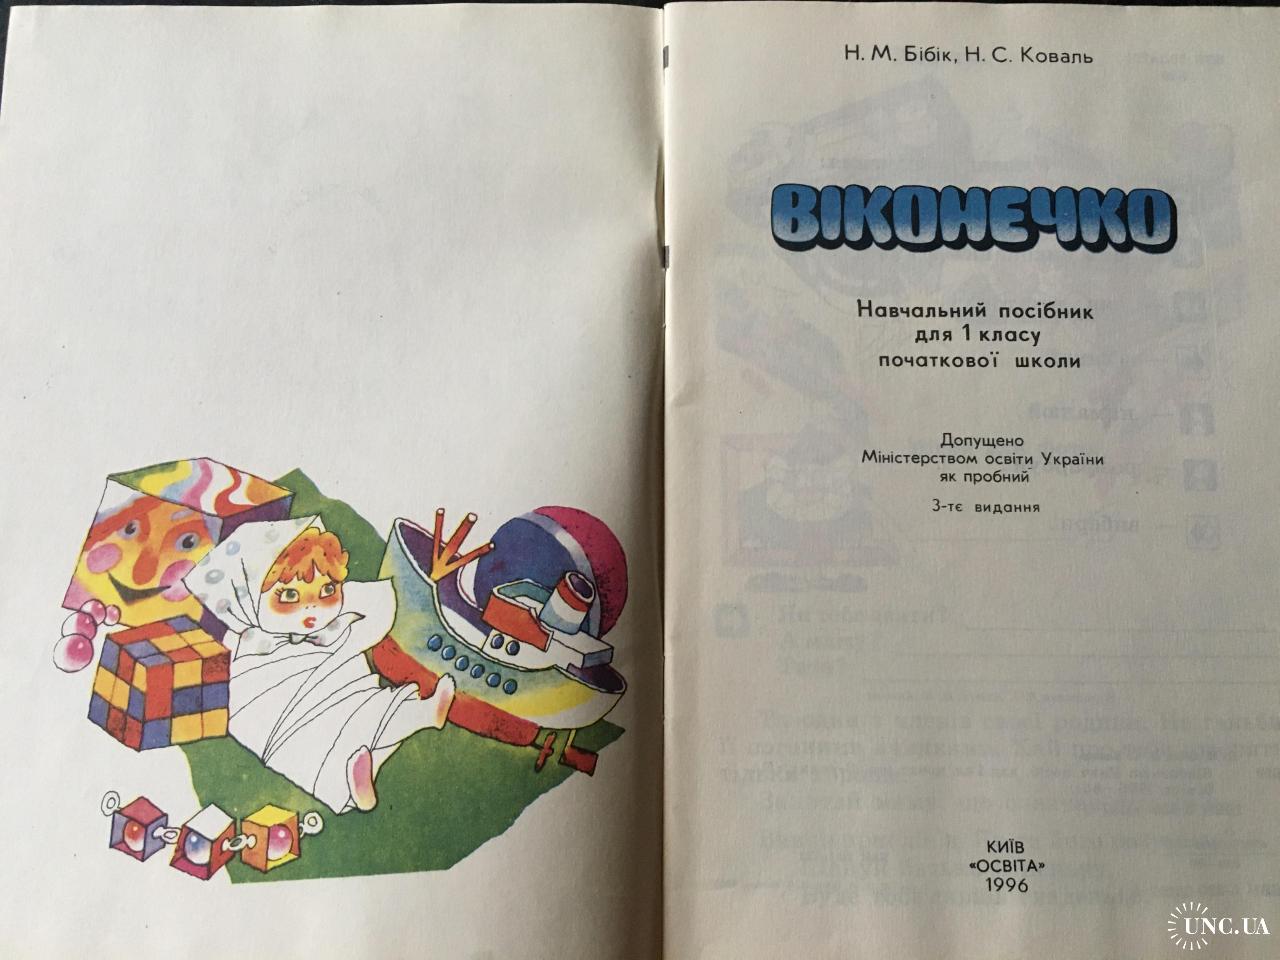 Н. М. Бібік, Н. С. Коваль
ВІКОНЕЧКО
Навчальний посібник
для 1 класу
початкової школи
Допущено
Міністерством освіти України
як пробний
3-тє видання
КИЇВ
«ОСВІТА»
1996
UNC.UA